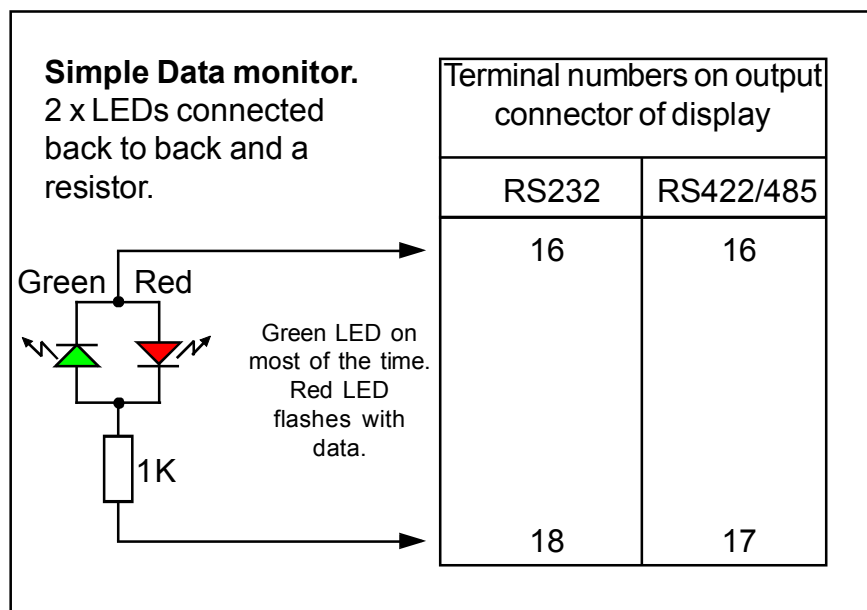 Simple Data monitor.
2 x LEDs connected
back to back and a
resistor.
Terminal numbers on output
connector of display
RS232 RS422/485
16 16
Green Red
Green LED on
most of the time.
Red LED
flashes with
data.
1K
18 17